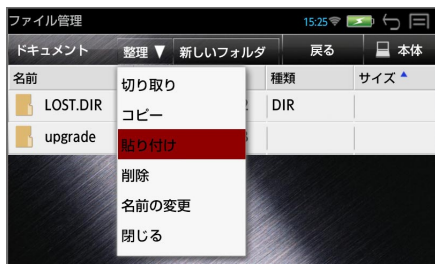 ファイル管理 15:25
ドキュメント 整理 ▼ 新しいフォルダ 戻る 本体
名前 種類 サイズ
LOST.DIR DIR
upgrade
切り取り
コピー
貼り付け
削除
名前の変更
閉じる